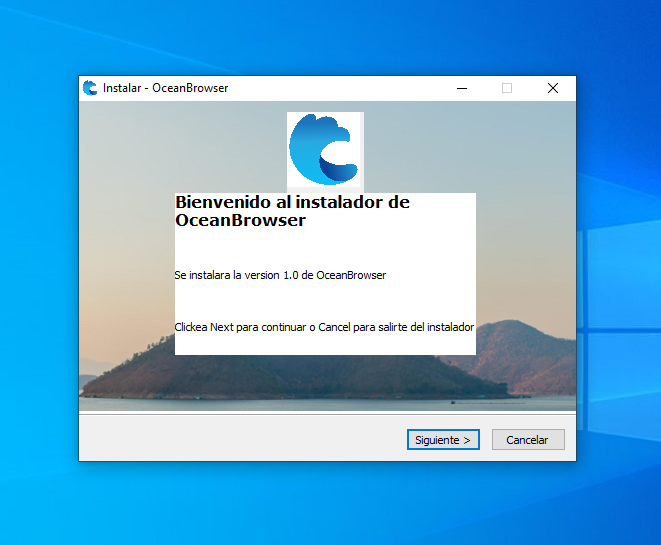 Instalar - OceanBrowser
Bienvenido al instalador de
OceanBrowser
Se instalara la version 1.0 de OceanBrowser
Clickea Next para continuar o Cancel para salirte del instalador
Siguiente >
Cancelar